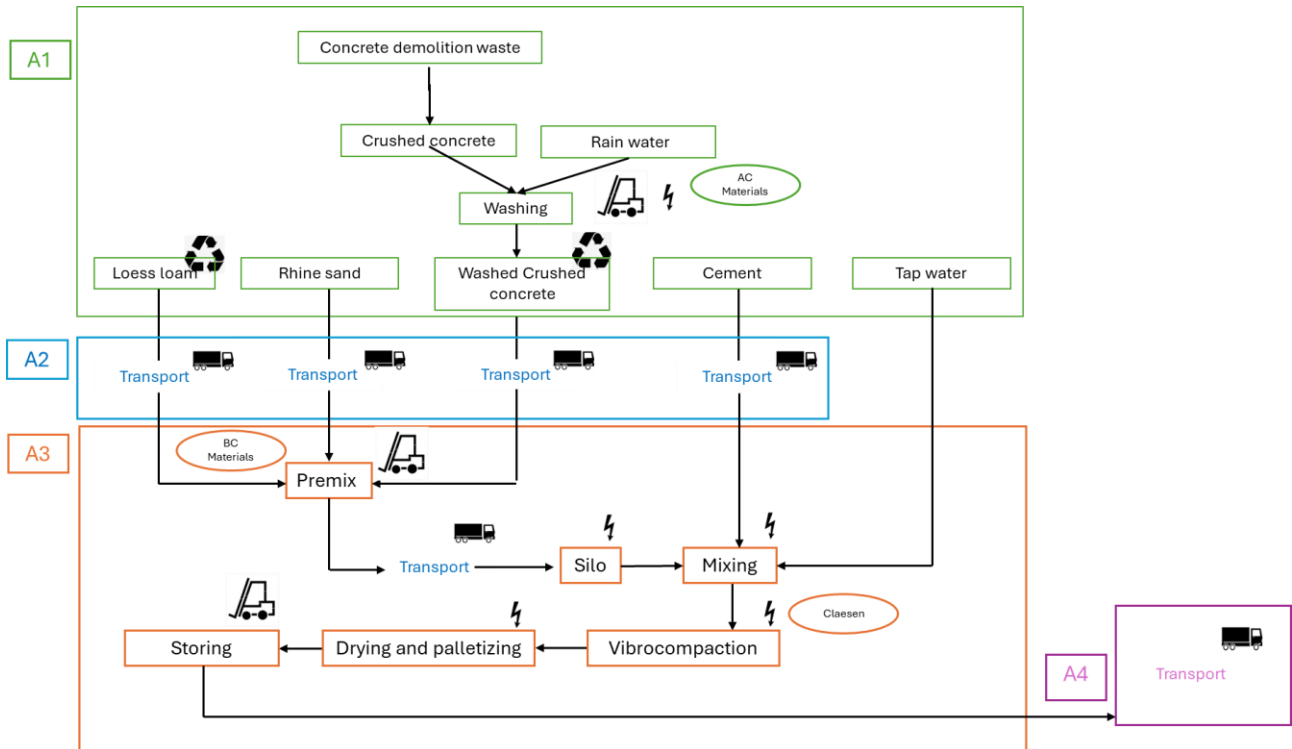 A1
Concrete demolition waste
Crushed concrete
Rain water
AC
Materials
Washing
Loess loam
Rhine sand
Washed Crushed
concrete
Cement
Tap water
A2
Transport
Transport
Transport
Transport
A3
BC
Materials
Premix
Transport
Silo
Mixing
Claesen
Storing
Drying and palletizing
Vibrocompaction
A4
Transport